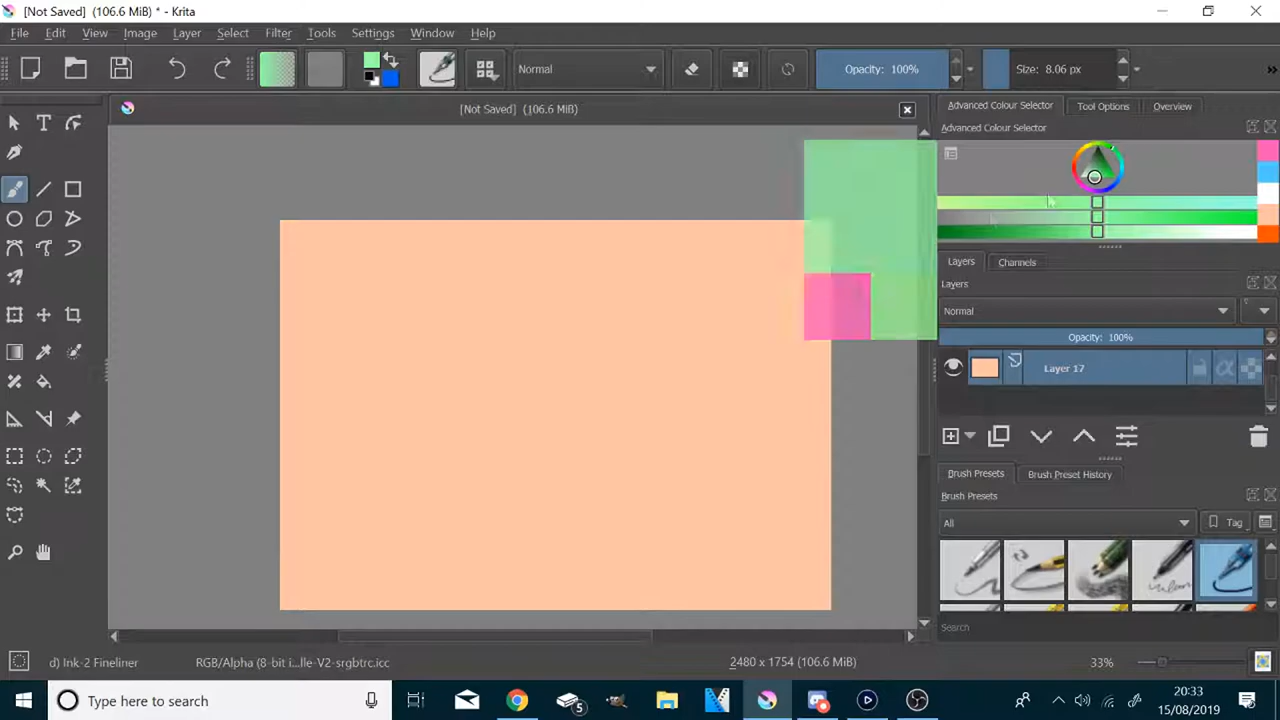 [Not Saved] (106.6 MiB) * - Krita
File Edit View Image Layer Select Filter Tools Settings Window Help
Normal Opacity: 100% Size: 8.06 px »
[Not Saved] (106.6 MiB)
Advanced Colour Selector Tool Options Overview
Advanced Colour Selector
Layers Channels
Layers
Normal
Opacity: 100%
Layer 17
Brush Presets Brush Preset History
Brush Presets
All Tag
Search
d) Ink-2 Fineliner RGB/Alpha (8-bit i...lle-V2-srgbtrc.icc 2480 x 1754 (106.6 MiB) 33%
Type here to search 5 20:33
15/08/2019